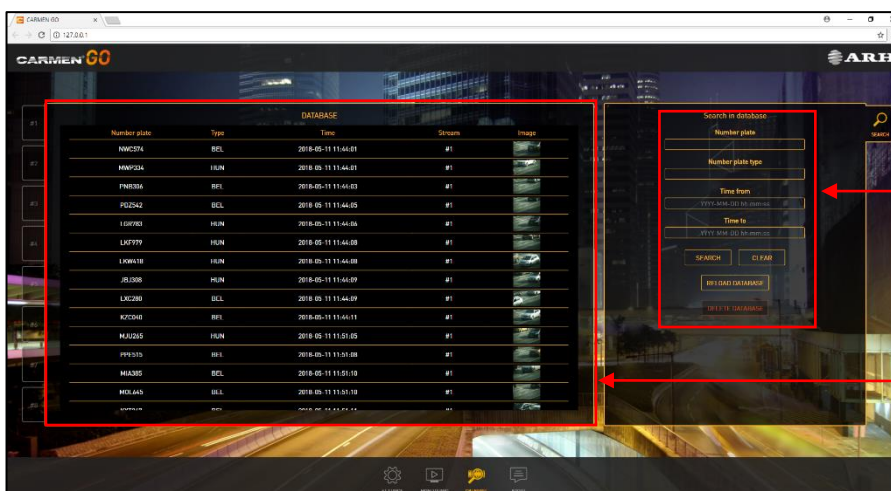 CARMEN GO
127.0.0.1
CARMEN GO
ARH
DATABASE
Number plate Type Time Stream Image
NWC574 BEL 2018-05-11 11:44:01 #1
MWP334 HUN 2018-05-11 11:44:01 #1
PNB306 BEL 2018-05-11 11:44:03 #1
PDZ542 BEL 2018-05-11 11:44:05 #1
LGR783 HUN 2018-05-11 11:44:06 #1
LKF979 HUN 2018-05-11 11:44:08 #1
LKW418 HUN 2018-05-11 11:44:08 #1
JBJ308 HUN 2018-05-11 11:44:09 #1
LXC280 BEL 2018-05-11 11:44:09 #1
KZC040 BEL 2018-05-11 11:44:11 #1
MJU265 HUN 2018-05-11 11:51:05 #1
PPE515 BEL 2018-05-11 11:51:08 #1
MIA385 BEL 2018-05-11 11:51:10 #1
MOL645 BEL 2018-05-11 11:51:10 #1
Search in database
Number plate
Number plate type
Time from
YYYY-MM-DD hh:mm:ss
Time to
YYYY-MM-DD hh:mm:ss
SEARCH CLEAR
RELOAD DATABASE
DELETE DATABASE
SEARCH
#1
#2
#3